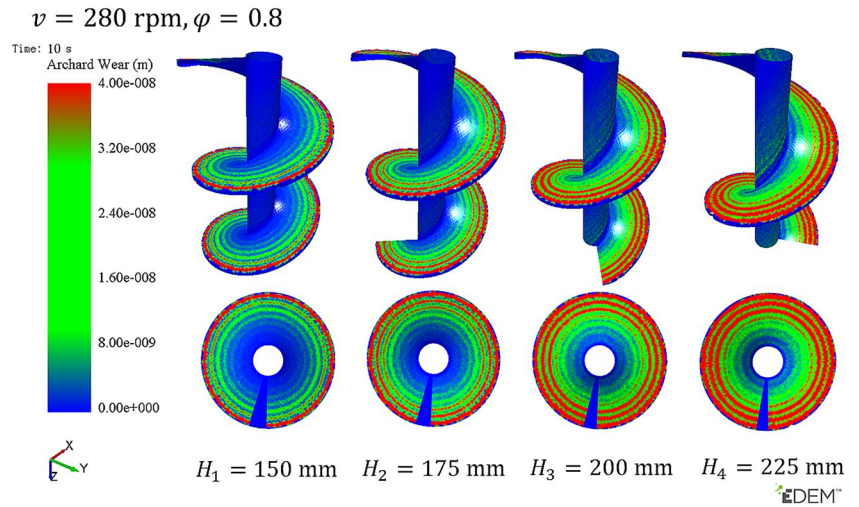 v = 280 rpm, φ = 0.8
Time: 10 s
Archard Wear (m)
4.00e-008
3.20e-008
2.40e-008
1.60e-008
8.00e-009
0.00e+000
X
Y
Z
H₁ = 150 mm
H₂ = 175 mm
H₃ = 200 mm
H₄ = 225 mm
EDEM™